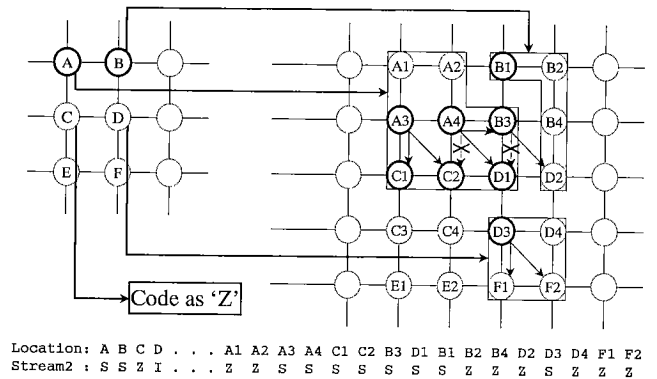 A B A1 A2 B1 B2
C D A3 A4 B3 B4
E F C1 C2 D1 D2
X X
C3 C4 D3 D4
Code as 'Z' E1 E2 F1 F2
Location: A B C D . . . A1 A2 A3 A4 C1 C2 B3 D1 B1 B2 B4 D2 D3 D4 F1 F2
Stream2 : S S Z I . . . Z Z S S S S S S S Z Z Z S Z Z Z